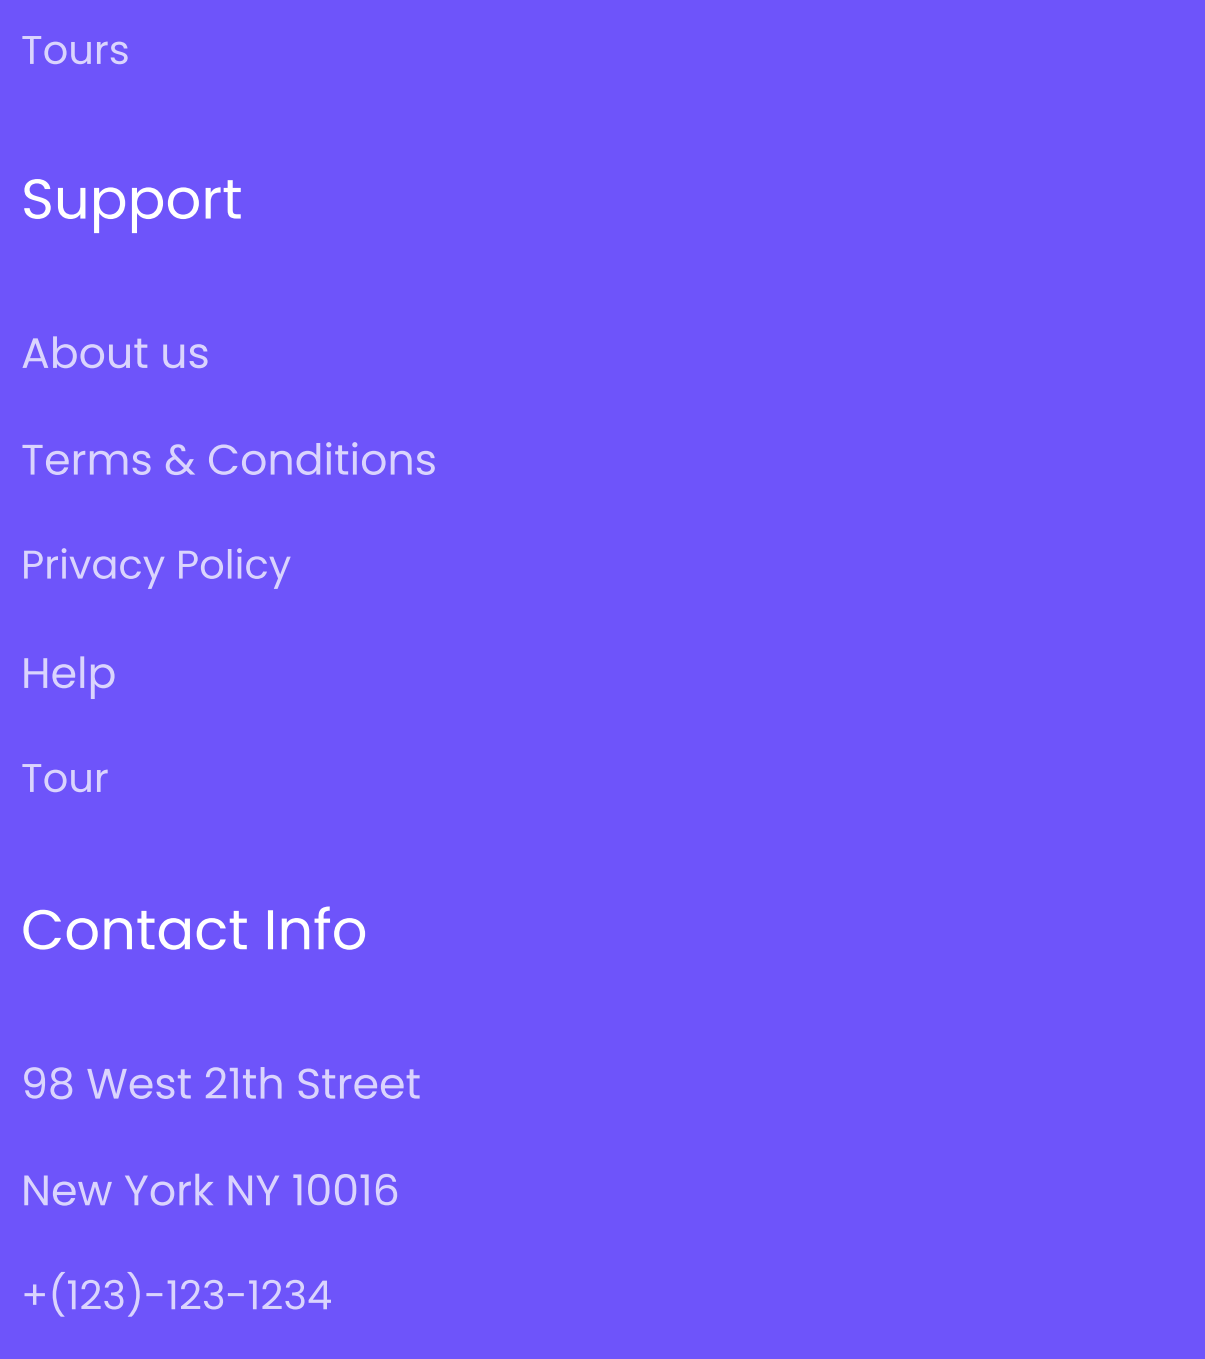 Tours
Support
About us
Terms & Conditions
Privacy Policy
Help
Tour
Contact Info
98 West 21th Street
New York NY 10016
+(123)-123-1234